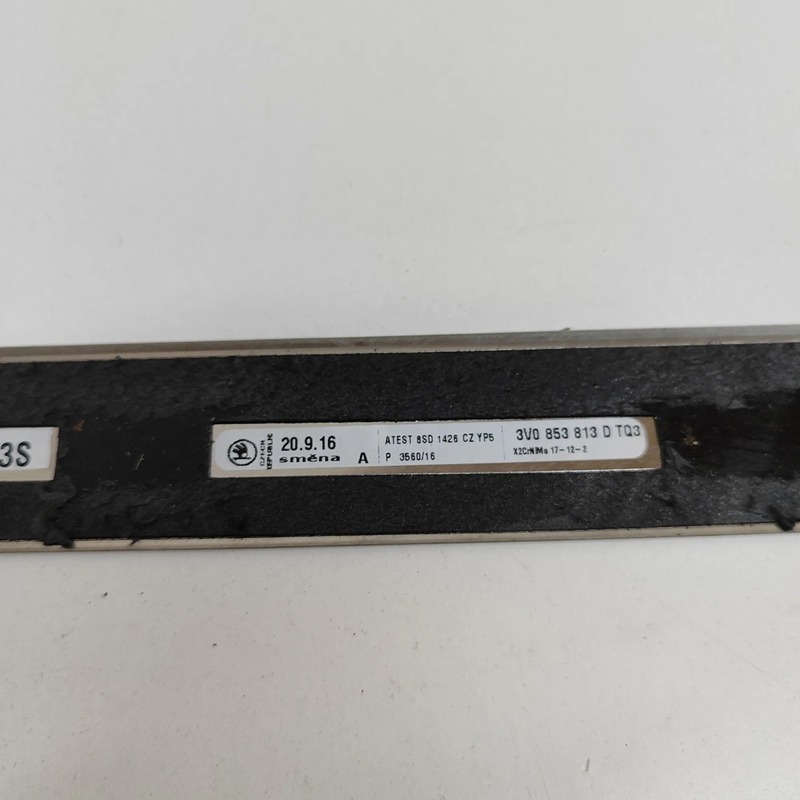 3S
CZECH
REPUBLIC
20.9.16
směna A
ATEST 8SD 1426 CZ YP5
P 3560/16
3V0 853 813 D TQ3
X2CrNiMo 17-12-2